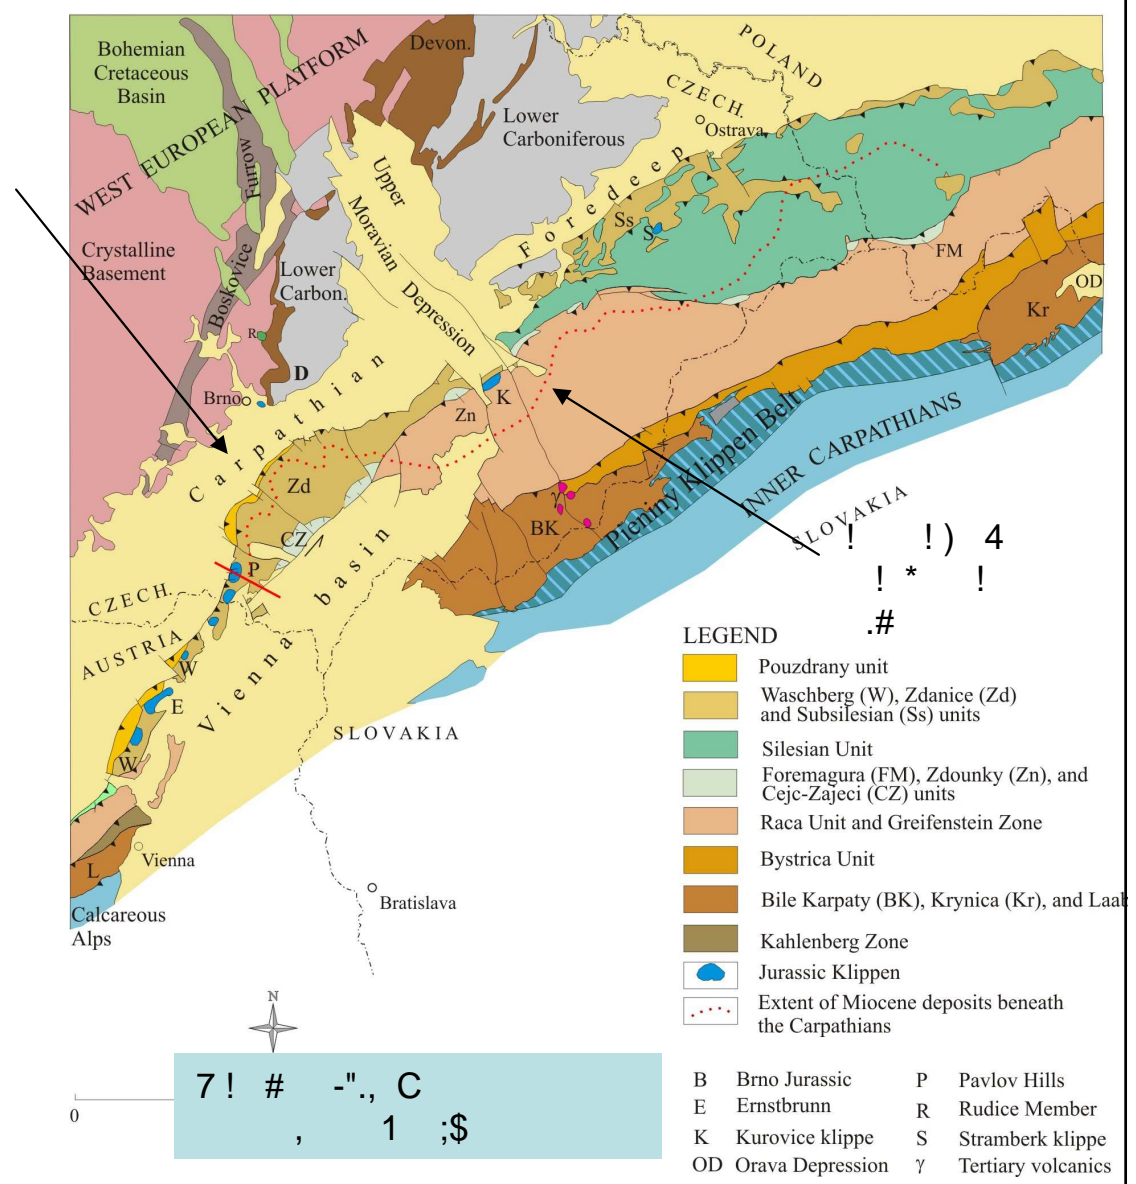 Bohemian
Cretaceous
Basin
WEST EUROPEAN PLATFORM
Devon.
Lower
Carboniferous
POLAND
CZECH.
Ostrava
Furrow
Boskovice
Upper
Moravian
Depression
Foredeep
Carpathian
Ss
S
FM
OD
Kr
Crystalline
Basement
Lower
Carbon.
R
D
Brno
K
Zn
Zd
CZ
P
BK
γ
Pieniny Klippen Belt
INNER CARPATHIANS
SLOVAKIA
! !) 4
! * !
.#
CZECH.
AUSTRIA
Vienna basin
W
E
W
SLOVAKIA
L
Vienna
Bratislava
Calcareous
Alps
LEGEND
Pouzdrany unit
Waschberg (W), Zdanice (Zd)
and Subsilesian (Ss) units
Silesian Unit
Foremagura (FM), Zdounky (Zn), and
Cejc-Zajeci (CZ) units
Raca Unit and Greifenstein Zone
Bystrica Unit
Bile Karpaty (BK), Krynica (Kr), and Laab
Kahlenberg Zone
Jurassic Klippen
Extent of Miocene deposits beneath
the Carpathians
N
0
7 ! # -"., C
, 1 ;$
B Brno Jurassic
E Ernstbrunn
K Kurovice klippe
OD Orava Depression
P Pavlov Hills
R Rudice Member
S Stramberk klippe
γ Tertiary volcanics